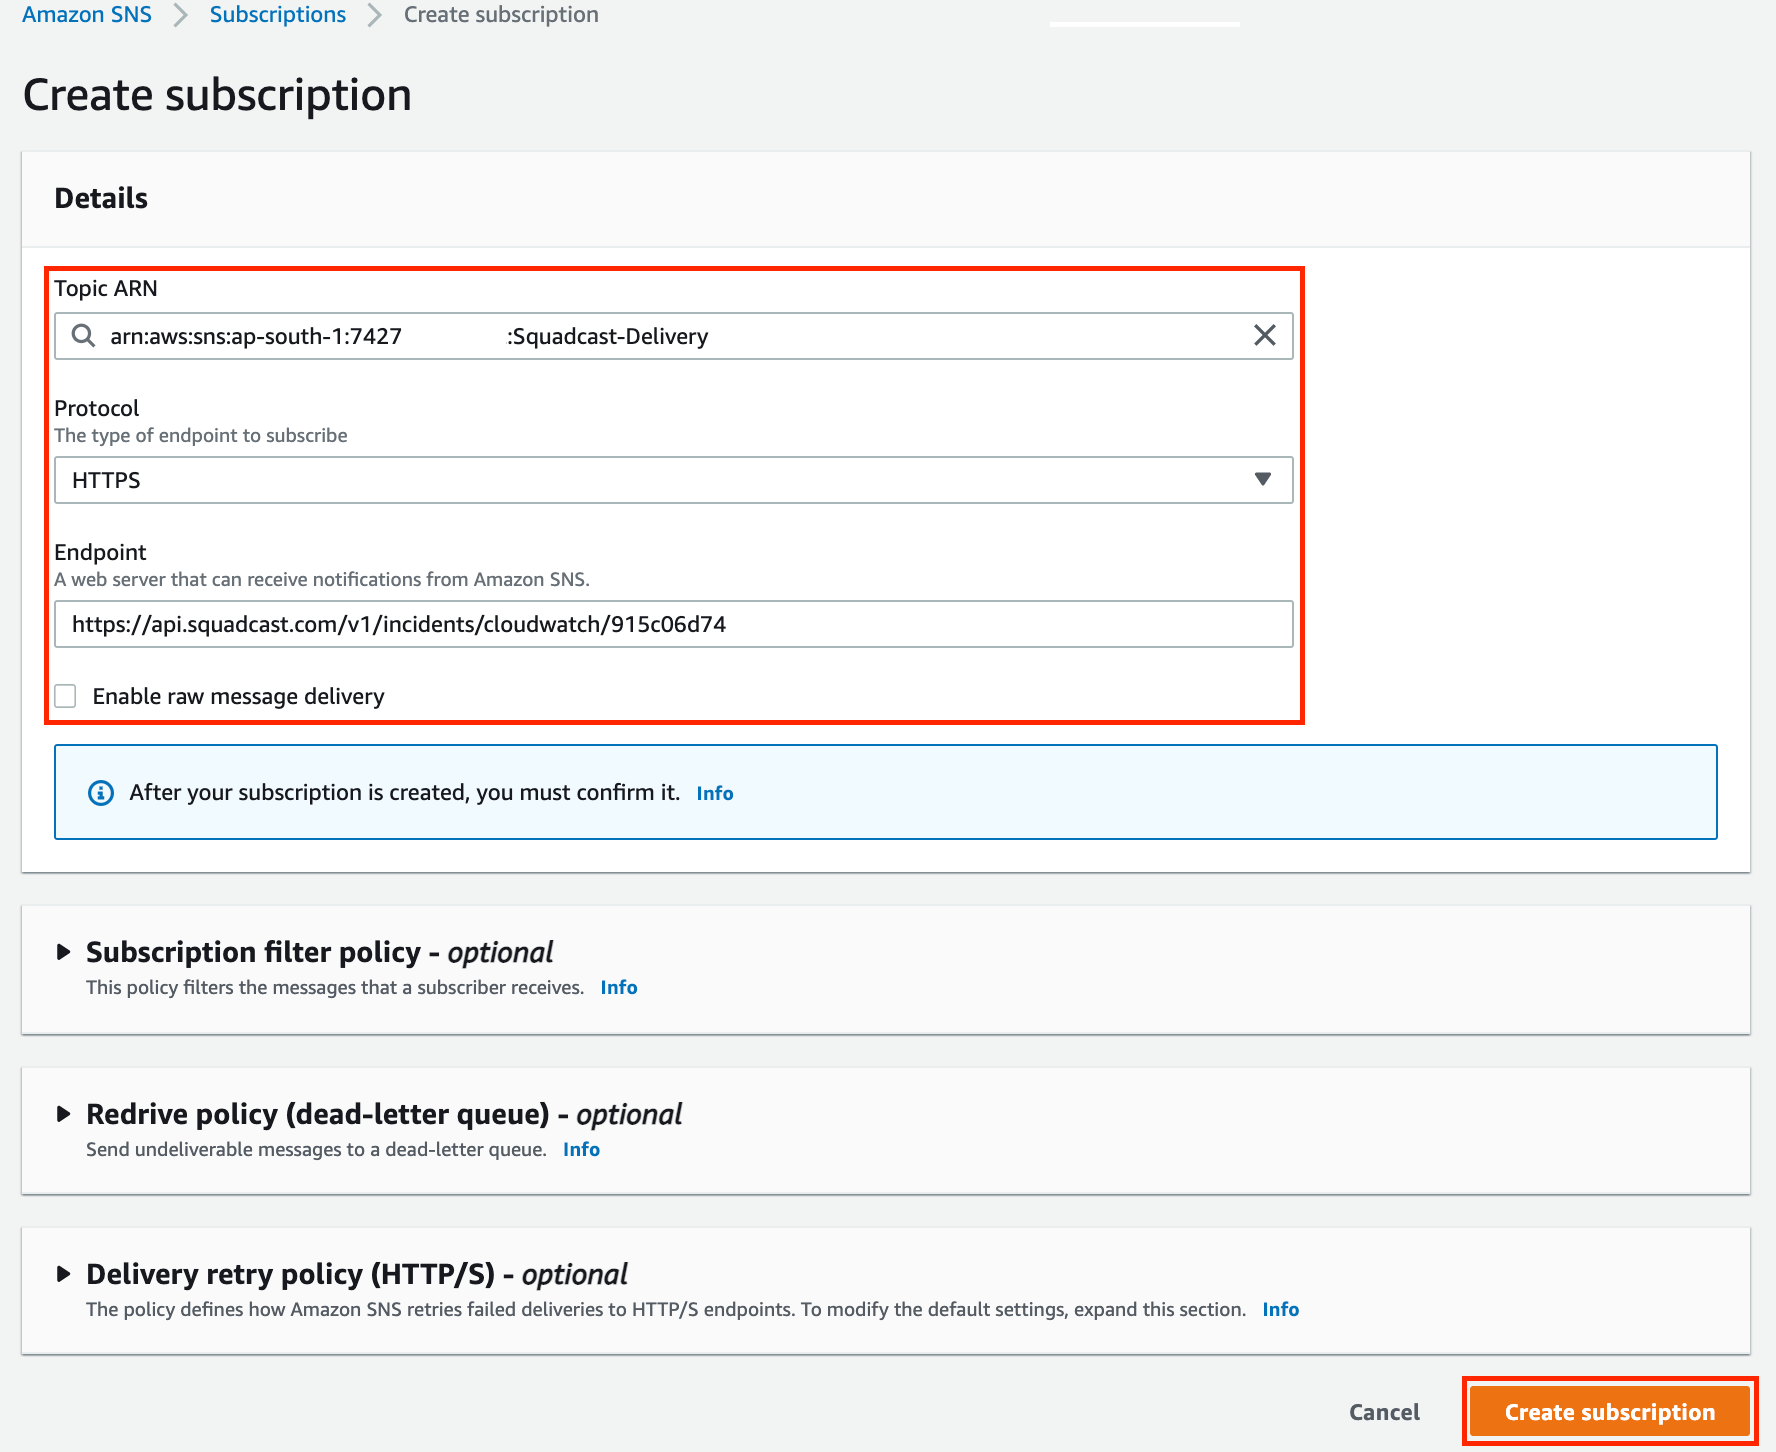 Amazon SNS > Subscriptions > Create subscription
Create subscription
Details
Topic ARN
arn:aws:sns:ap-south-1:7427 :Squadcast-Delivery
Protocol
The type of endpoint to subscribe
HTTPS
Endpoint
A web server that can receive notifications from Amazon SNS.
https://api.squadcast.com/v1/incidents/cloudwatch/915c06d74
Enable raw message delivery
After your subscription is created, you must confirm it. Info
Subscription filter policy - optional
This policy filters the messages that a subscriber receives. Info
Redrive policy (dead-letter queue) - optional
Send undeliverable messages to a dead-letter queue. Info
Delivery retry policy (HTTP/S) - optional
The policy defines how Amazon SNS retries failed deliveries to HTTP/S endpoints. To modify the default settings, expand this section. Info
Cancel Create subscription